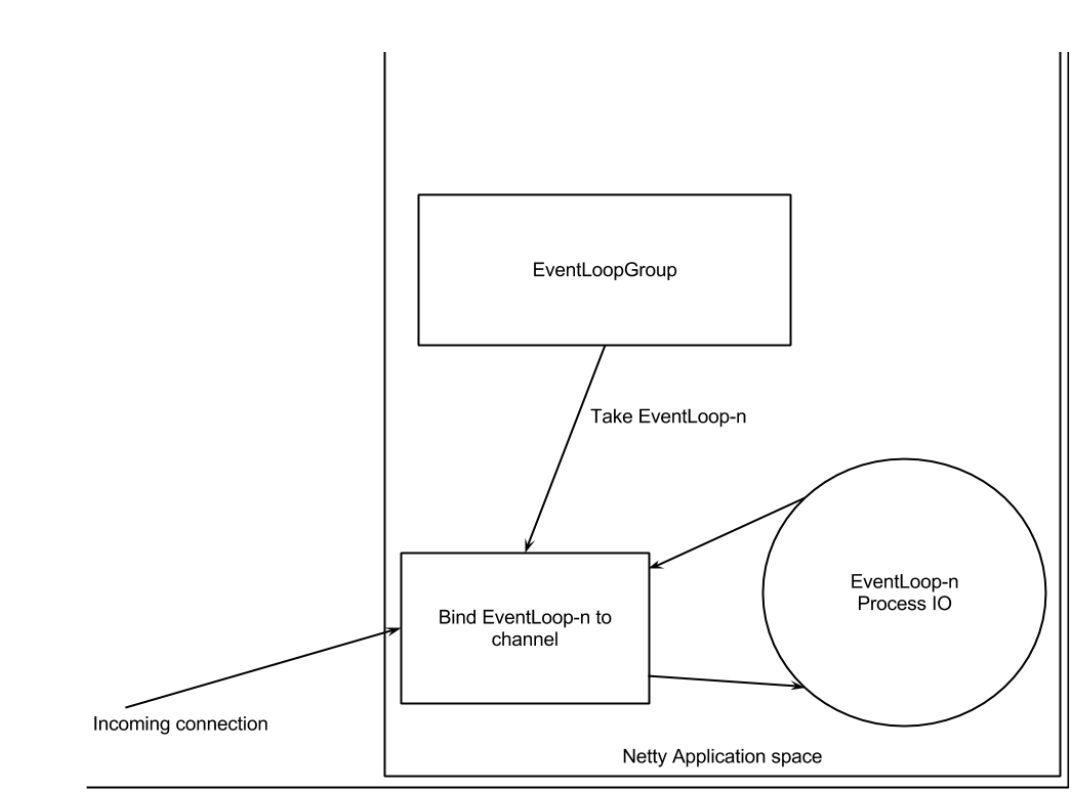 EventLoopGroup
Take EventLoop-n
EventLoop-n
Process IO
Bind EventLoop-n to
channel
Incoming connection
Netty Application space